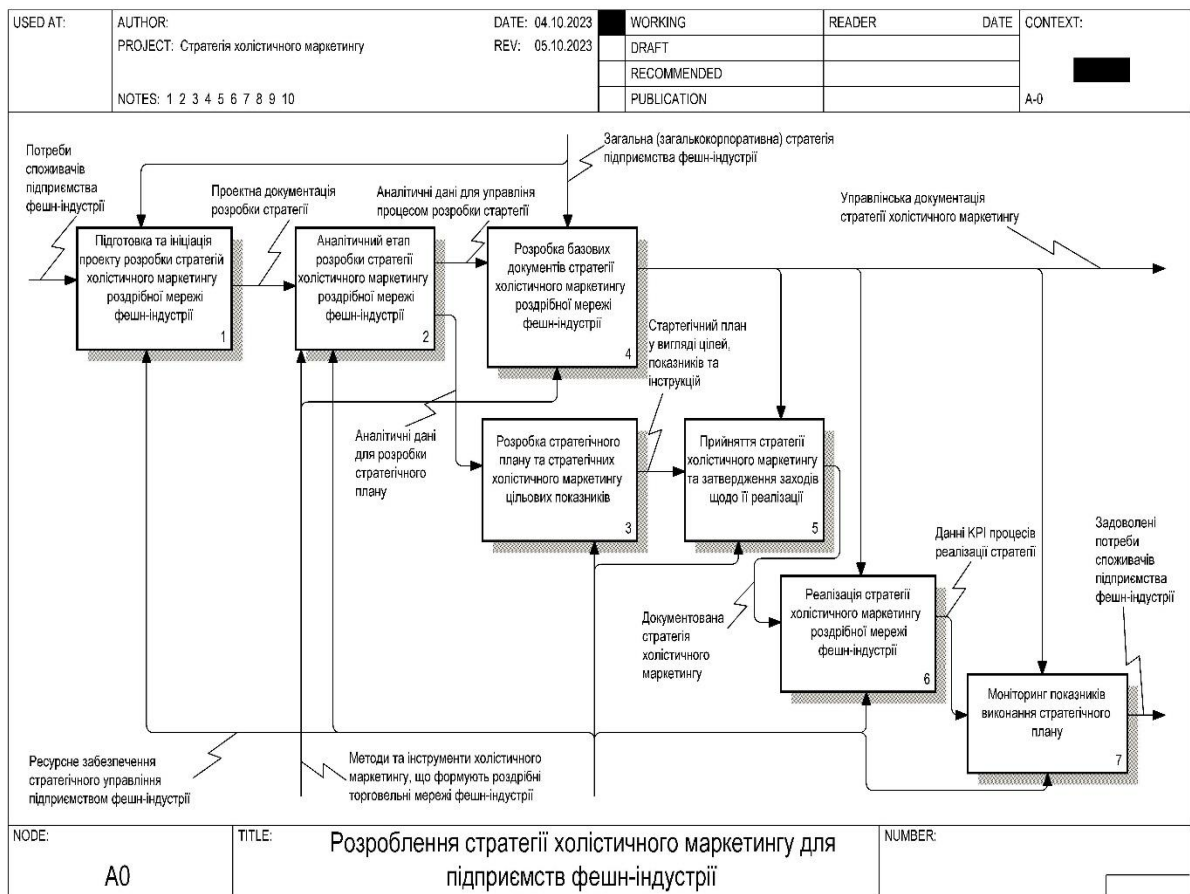 USED AT:
AUTHOR:
DATE: 04.10.2023
PROJECT: Стратегія холістичного маркетингу
REV: 05.10.2023
NOTES: 1 2 3 4 5 6 7 8 9 10
WORKING
DRAFT
RECOMMENDED
PUBLICATION
READER
DATE
CONTEXT:
A-0
Потреби
споживачів
підприємства
фешн-індустрії
Проектна документація
розробки стратегії
Аналітичні дані для управліня
процесом розробки стартегії
Загальна (загалькокорпоративна) стратегія
підприємства фешн-індустрії
Управлінська документація
стратегії холістичного маркетингу
Підготовка та ініціація
проекту розробки стратегій
холістичного маркетингу
роздрібної мережі
фешн-індустрії
1
Аналітичний етап
розробки стратегії
холістичного маркетингу
роздрібної мережі
фешн-індустрії
2
Розробка базових
документів стратегії
холістичного маркетингу
роздрібної мережі
фешн-індустрії
4
Стартегічний план
у вигляді цілей,
показників та
інструкцій
Аналітичні дані
для розробки
стратегічного
плану
Розробка стратегічного
плану та стратегічних
холістичного маркетингу
цільових показників
3
Прийняття стратегії
холістичного маркетингу
та затвердження заходів
щодо її реалізації
5
Данні KPI процесів
реалізації стратегії
Задоволені
потреби
споживачів
підприємства
фешн-індустрії
Документована
стратегія
холістичного
маркетингу
Реалізація стратегії
холістичного маркетингу
роздрібної мережі
фешн-індустрії
6
Моніторинг показників
виконання стратегічного
плану
7
Ресурсне забезпечення
стратегічного управління
підприємством фешн-індустрії
Методи та інструменти холістичного
маркетингу, що формують роздрібні
торговельні мережі фешн-індустрії
NODE:
A0
TITLE:
Розроблення стратегії холістичного маркетингу для
підприємств фешн-індустрії
NUMBER: